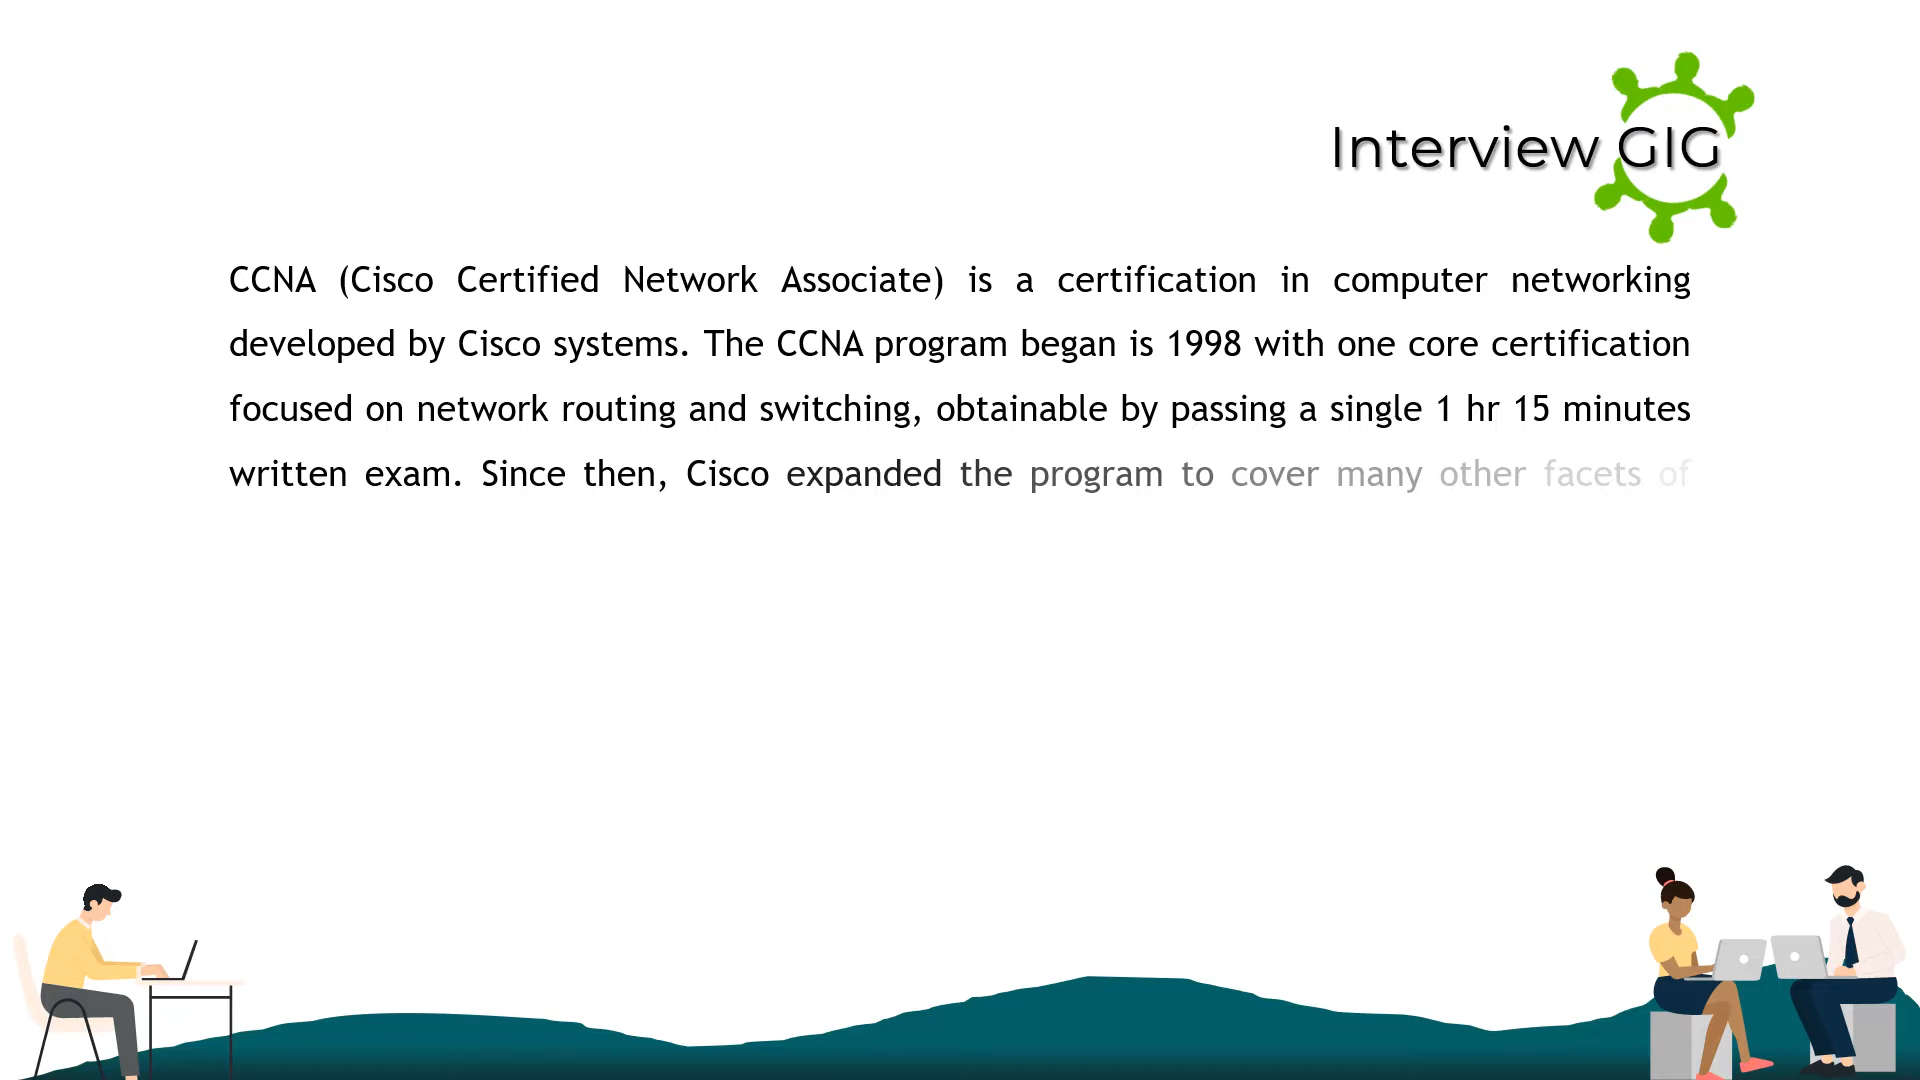 Interview GIG
CCNA (Cisco Certified Network Associate) is a certification in computer networking
developed by Cisco systems. The CCNA program began is 1998 with one core certification
focused on network routing and switching, obtainable by passing a single 1 hr 15 minutes
written exam. Since then, Cisco expanded the program to cover many other facets of